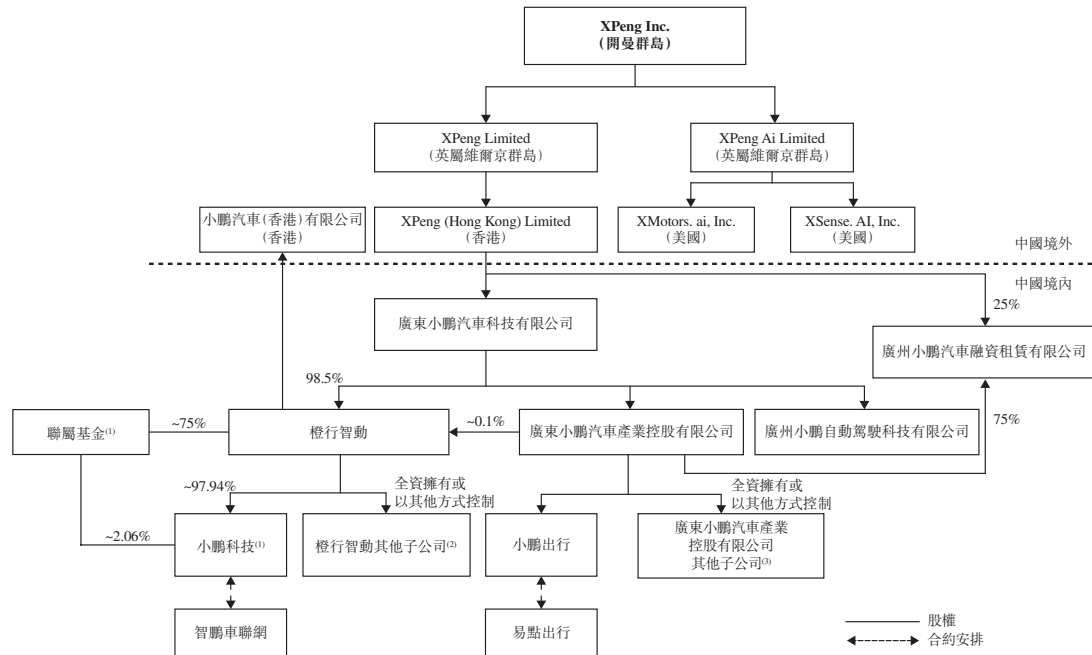 XPeng Inc.
(開曼群島)
XPeng Limited
(英屬維爾京群島)
XPeng Ai Limited
(英屬維爾京群島)
小鵬汽車(香港)有限公司
(香港)
XPeng (Hong Kong) Limited
(香港)
XMotors. ai, Inc.
(美國)
XSense. AI, Inc.
(美國)
中國境外
中國境內
廣東小鵬汽車科技有限公司
25%
廣州小鵬汽車融資租賃有限公司
98.5%
聯屬基金(1)
~75%
橙行智動
~0.1%
廣東小鵬汽車產業控股有限公司
廣州小鵬自動駕駛科技有限公司
75%
~97.94%
全資擁有或
以其他方式控制
全資擁有或
以其他方式控制
~2.06%
小鵬科技(1)
橙行智動其他子公司(2)
小鵬出行
廣東小鵬汽車產業
控股有限公司
其他子公司(3)
智鵬車聯網
易點出行
股權
合約安排